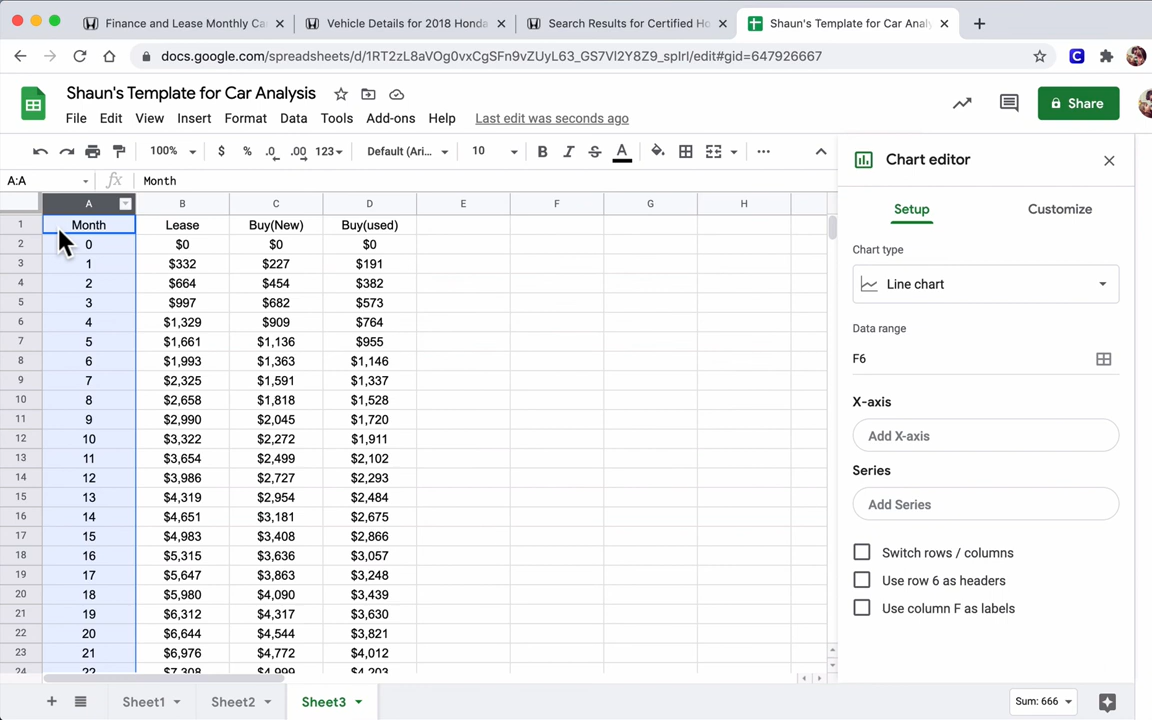 Finance and Lease Monthly Ca
Vehicle Details for 2018 Honda
Search Results for Certified Ho
Shaun's Template for Car Analy
docs.google.com/spreadsheets/d/1RT2zL8aVOg0vxCgSFn9vZUyL63_GS7Vl2Y8Z9_splrI/edit#gid=647926667
Shaun's Template for Car Analysis
Share
File Edit View Insert Format Data Tools Add-ons Help Last edit was seconds ago
100% $ % .0 .00 123 Default (Ari... 10 B I S A
A:A fx Month
A B C D E F G H
1 Month Lease Buy(New) Buy(used)
2 0 $0 $0 $0
3 1 $332 $227 $191
4 2 $664 $454 $382
5 3 $997 $682 $573
6 4 $1,329 $909 $764
7 5 $1,661 $1,136 $955
8 6 $1,993 $1,363 $1,146
9 7 $2,325 $1,591 $1,337
10 8 $2,658 $1,818 $1,528
11 9 $2,990 $2,045 $1,720
12 10 $3,322 $2,272 $1,911
13 11 $3,654 $2,499 $2,102
14 12 $3,986 $2,727 $2,293
15 13 $4,319 $2,954 $2,484
16 14 $4,651 $3,181 $2,675
17 15 $4,983 $3,408 $2,866
18 16 $5,315 $3,636 $3,057
19 17 $5,647 $3,863 $3,248
20 18 $5,980 $4,090 $3,439
21 19 $6,312 $4,317 $3,630
22 20 $6,644 $4,544 $3,821
23 21 $6,976 $4,772 $4,012
24 22 $7,308 $4,999 $4,203
Chart editor
Setup Customize
Chart type
Line chart
Data range
F6
X-axis
Add X-axis
Series
Add Series
Switch rows / columns
Use row 6 as headers
Use column F as labels
Sheet1 Sheet2 Sheet3 Sum: 666